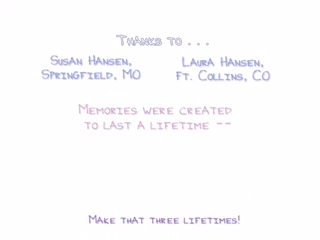 Thanks to . . .
Susan Hansen,
Springfield, MO
Laura Hansen,
Ft. Collins, CO
Memories were created
to last a lifetime --
Make that three lifetimes!